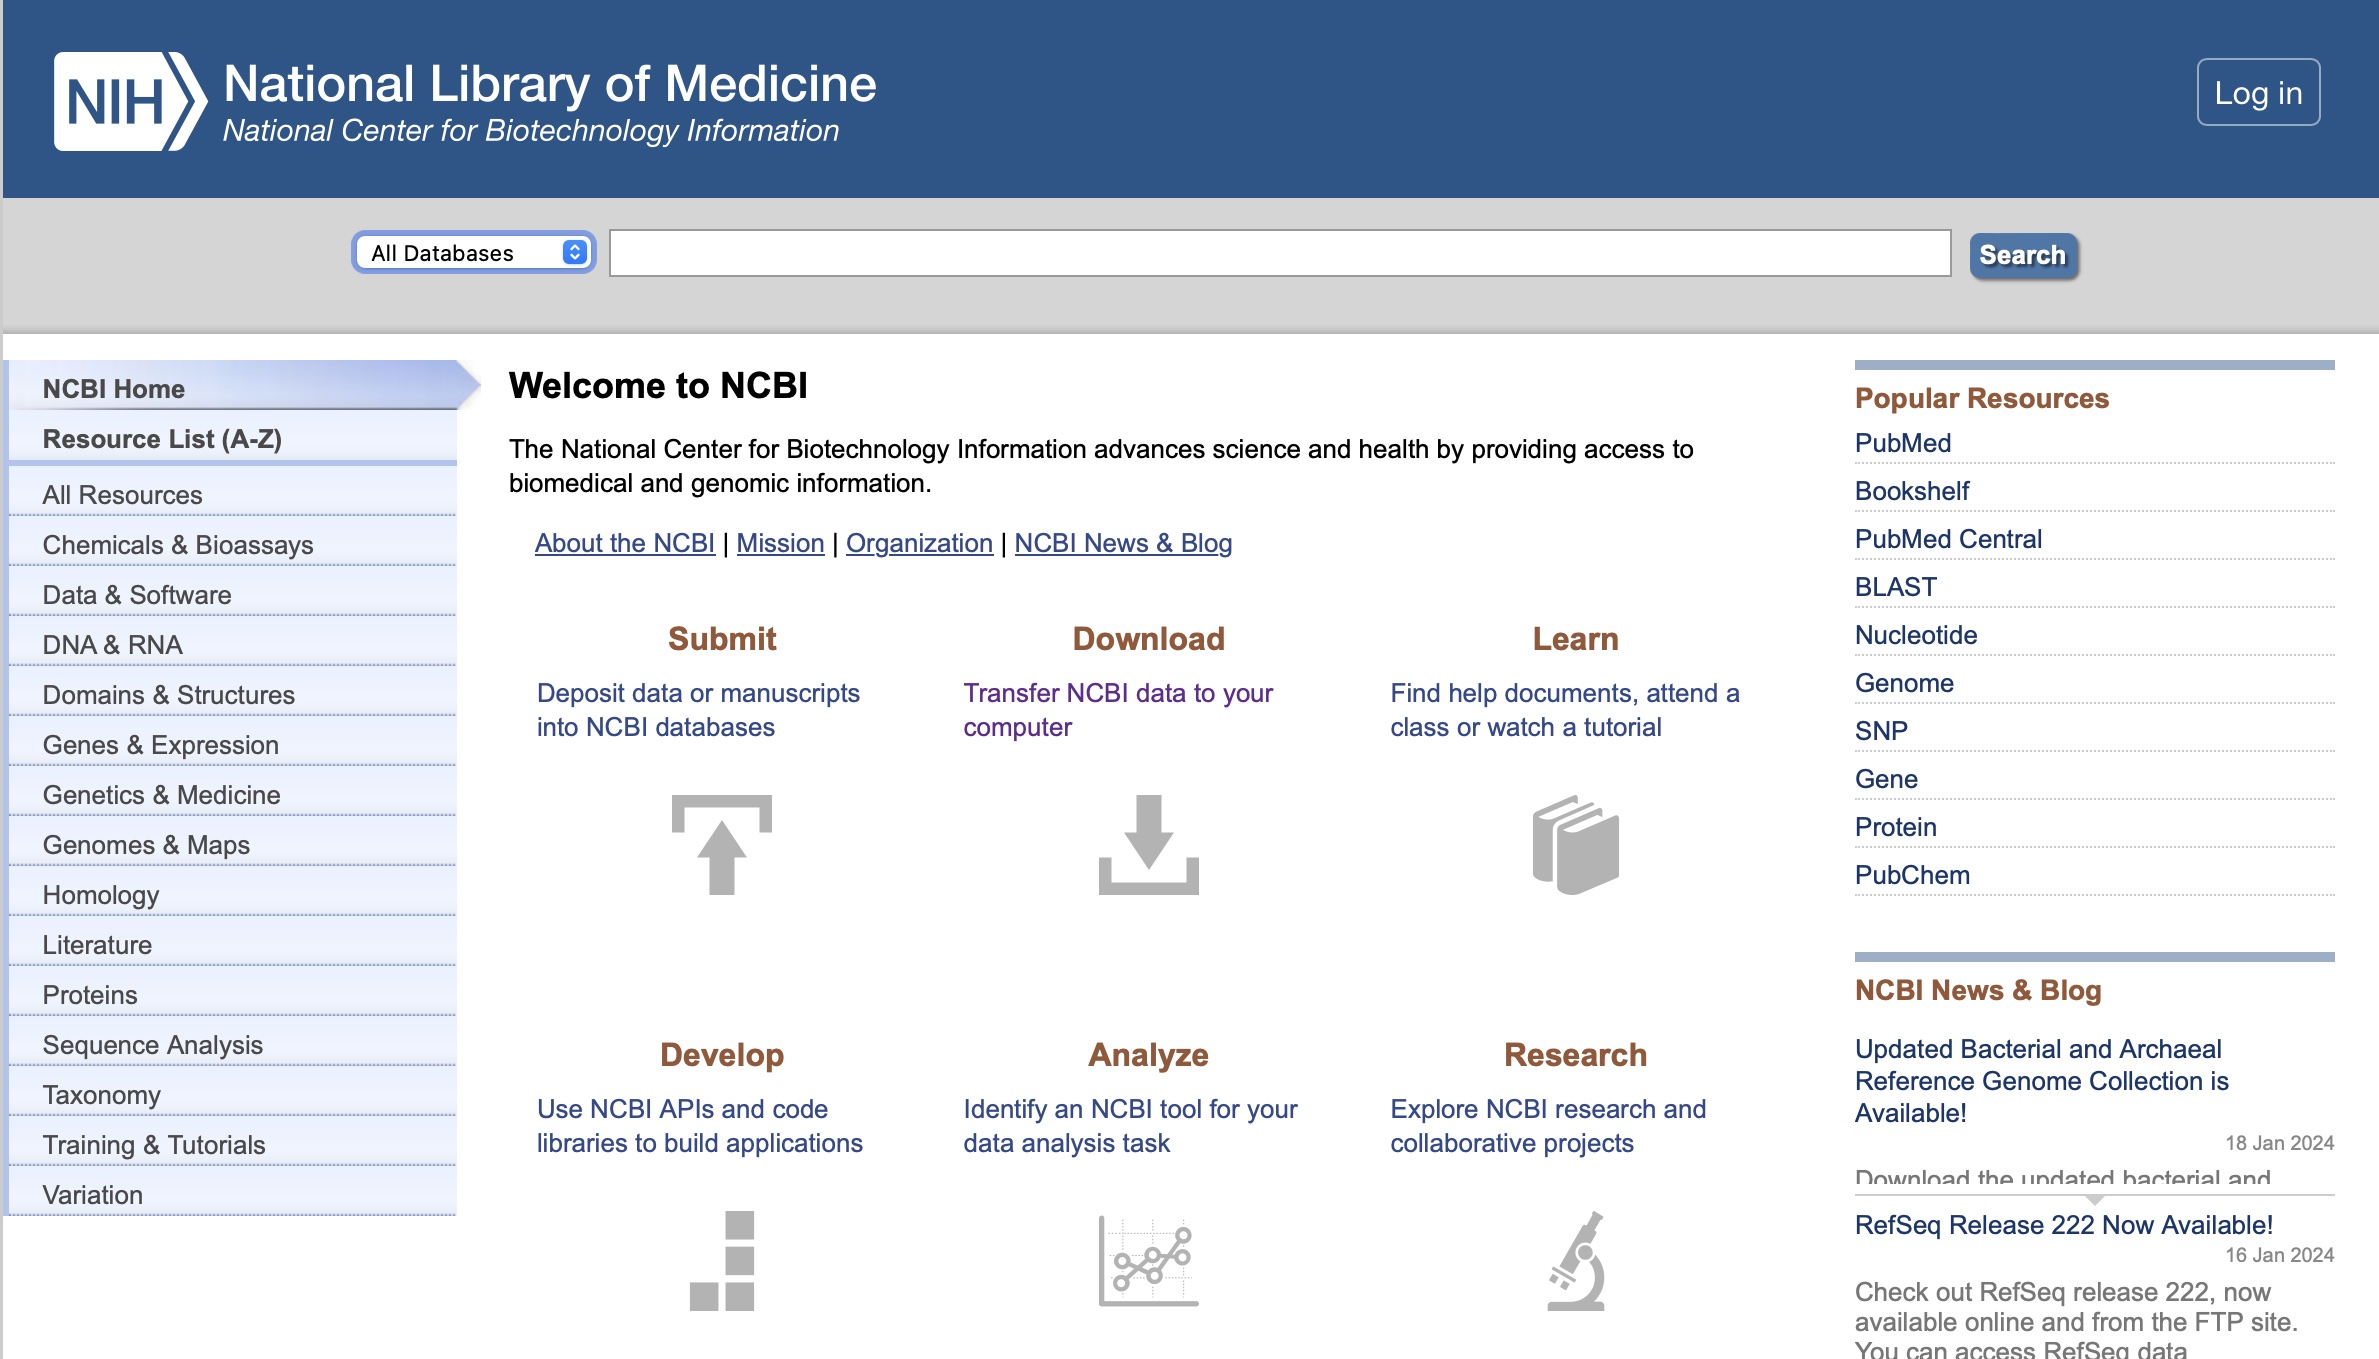 NIH National Library of Medicine
National Center for Biotechnology Information
Log in
All Databases
Search
NCBI Home
Resource List (A-Z)
All Resources
Chemicals & Bioassays
Data & Software
DNA & RNA
Domains & Structures
Genes & Expression
Genetics & Medicine
Genomes & Maps
Homology
Literature
Proteins
Sequence Analysis
Taxonomy
Training & Tutorials
Variation
Welcome to NCBI
The National Center for Biotechnology Information advances science and health by providing access to
biomedical and genomic information.
About the NCBI | Mission | Organization | NCBI News & Blog
Submit
Deposit data or manuscripts
into NCBI databases
Download
Transfer NCBI data to your
computer
Learn
Find help documents, attend a
class or watch a tutorial
Develop
Use NCBI APIs and code
libraries to build applications
Analyze
Identify an NCBI tool for your
data analysis task
Research
Explore NCBI research and
collaborative projects
Popular Resources
PubMed
Bookshelf
PubMed Central
BLAST
Nucleotide
Genome
SNP
Gene
Protein
PubChem
NCBI News & Blog
Updated Bacterial and Archaeal
Reference Genome Collection is
Available!
18 Jan 2024
Download the updated bacterial and
RefSeq Release 222 Now Available!
16 Jan 2024
Check out RefSeq release 222, now
available online and from the FTP site.
You can access RefSeq data